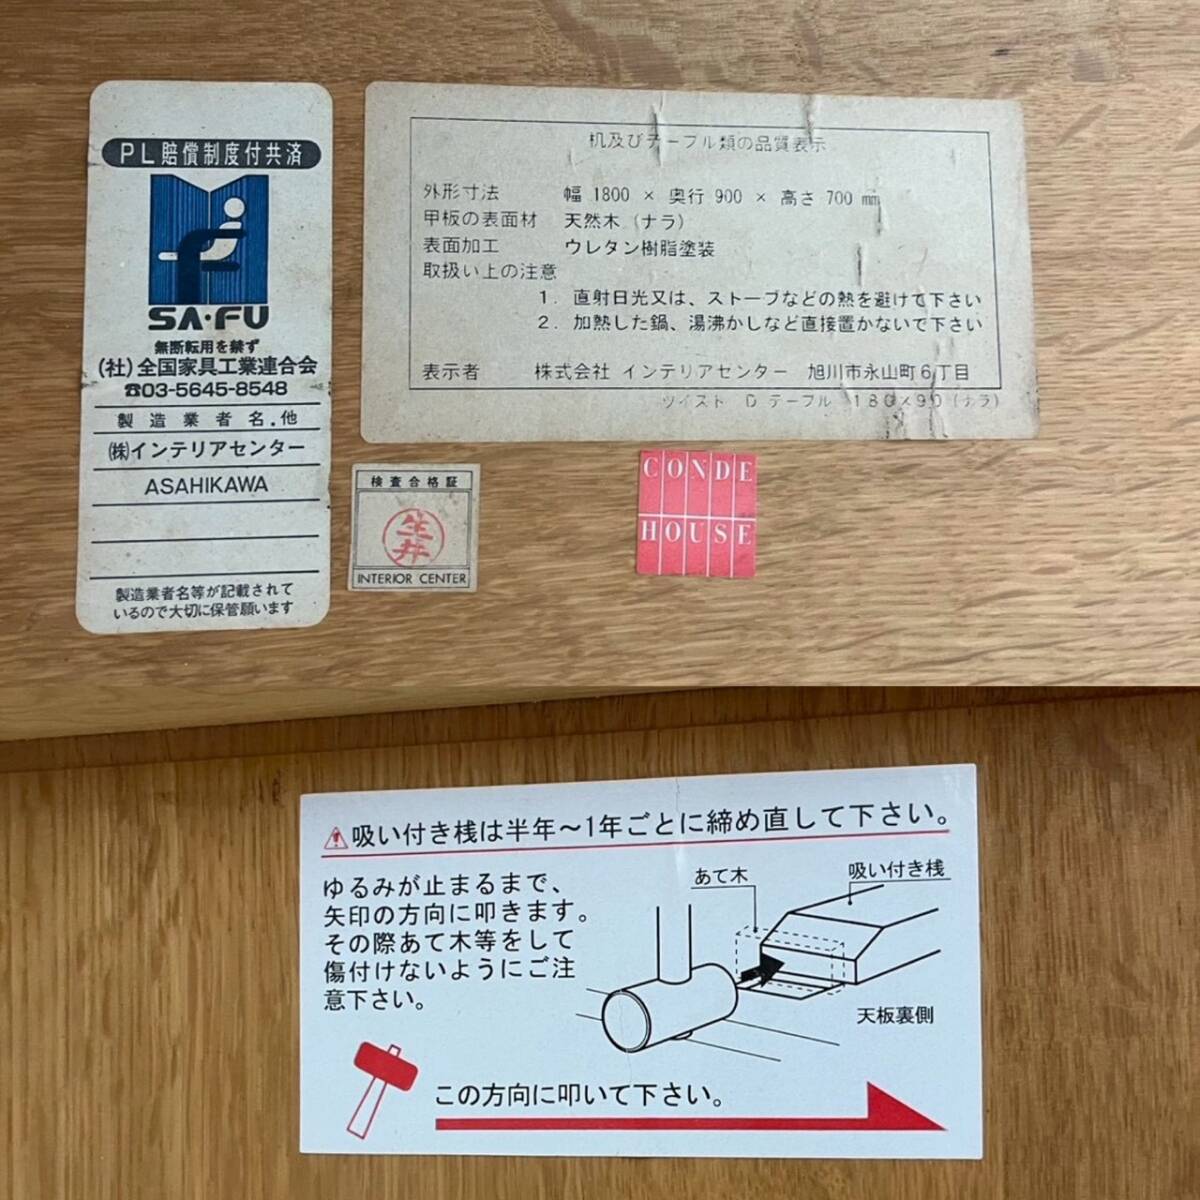 PL賠償制度付共済
SA・FU
無断転用を禁ず
(社)全国家具工業連合会
☎03-5645-8548
製造業者名.他
㈱インテリアセンター
ASAHIKAWA
製造業者名等が記載されて
いるので大切に保管願います
机及びテーブル類の品質表示
外形寸法 幅 1800 × 奥行 900 × 高さ 700 mm
甲板の表面材 天然木(ナラ)
表面加工 ウレタン樹脂塗装
取扱い上の注意
1. 直射日光又は、ストーブなどの熱を避けて下さい
2. 加熱した鍋、湯沸かしなど直接置かないで下さい
表示者 株式会社 インテリアセンター 旭川市永山町6丁目
ツイスト D テーブル 180×90(ナラ)
検査合格証
生井
INTERIOR CENTER
CONDE
HOUSE
⚠吸い付き桟は半年～1年ごとに締め直して下さい。
ゆるみが止まるまで、
矢印の方向に叩きます。
その際あて木等をして
傷付けないようにご注
意下さい。
あて木
吸い付き桟
天板裏側
この方向に叩いて下さい。